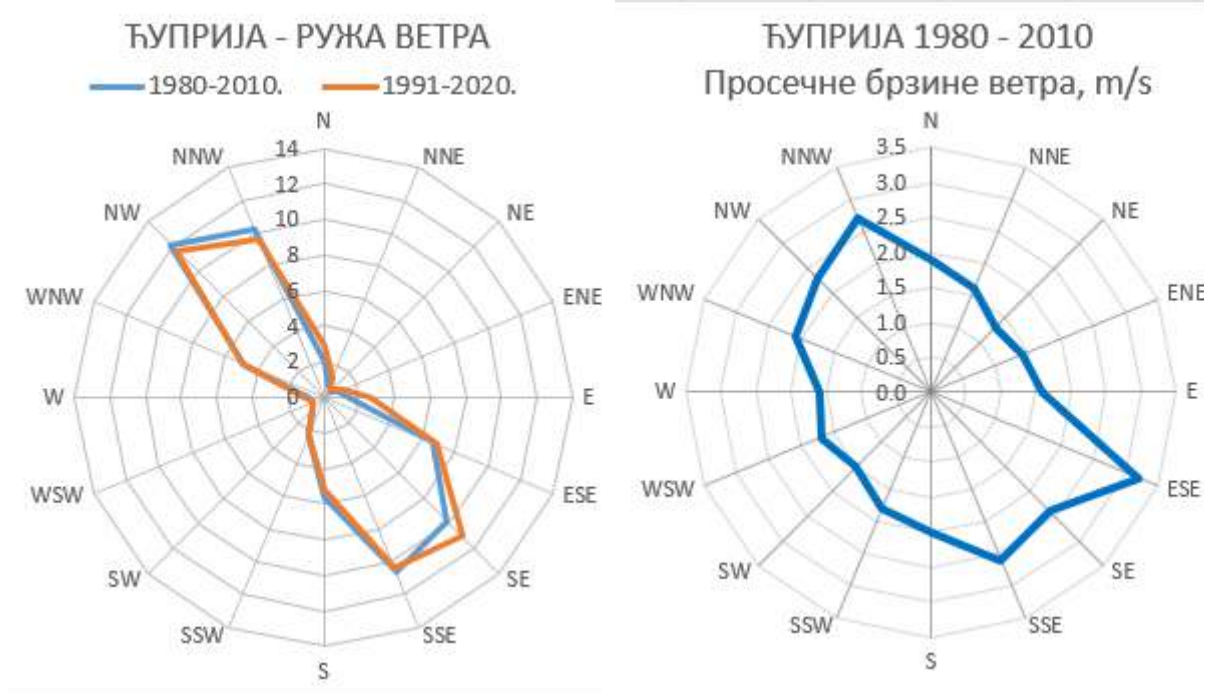 ЋУПРИЈА - РУЖА ВЕТРА
1980-2010. 1991-2020.
N
NNE
NE
ENE
E
ESE
SE
SSE
S
SSW
SW
WSW
W
WNW
NW
NNW
14
12
10
8
6
4
2
0
ЋУПРИЈА 1980 - 2010
Просечне брзине ветра, m/s
N
NNE
NE
ENE
E
ESE
SE
SSE
S
SSW
SW
WSW
W
WNW
NW
NNW
3.5
3.0
2.5
2.0
1.5
1.0
0.5
0.0